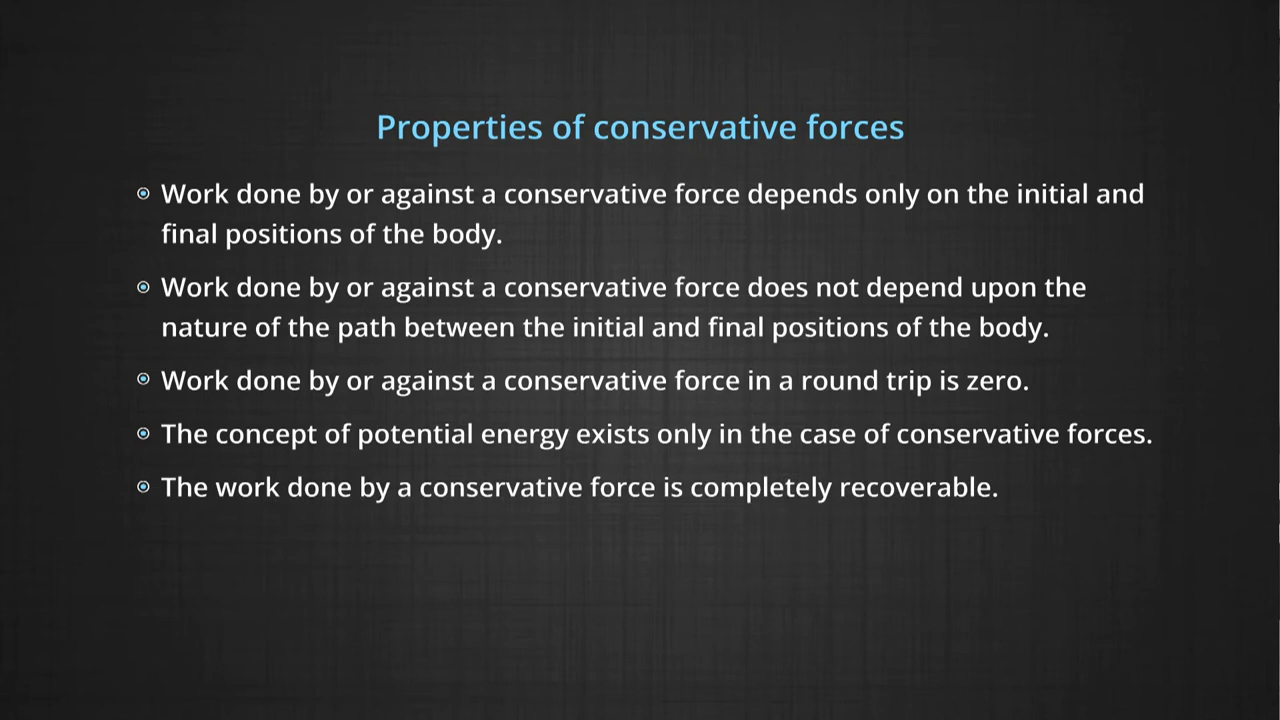 Properties of conservative forces
Work done by or against a conservative force depends only on the initial and
final positions of the body.
Work done by or against a conservative force does not depend upon the
nature of the path between the initial and final positions of the body.
Work done by or against a conservative force in a round trip is zero.
The concept of potential energy exists only in the case of conservative forces.
The work done by a conservative force is completely recoverable.